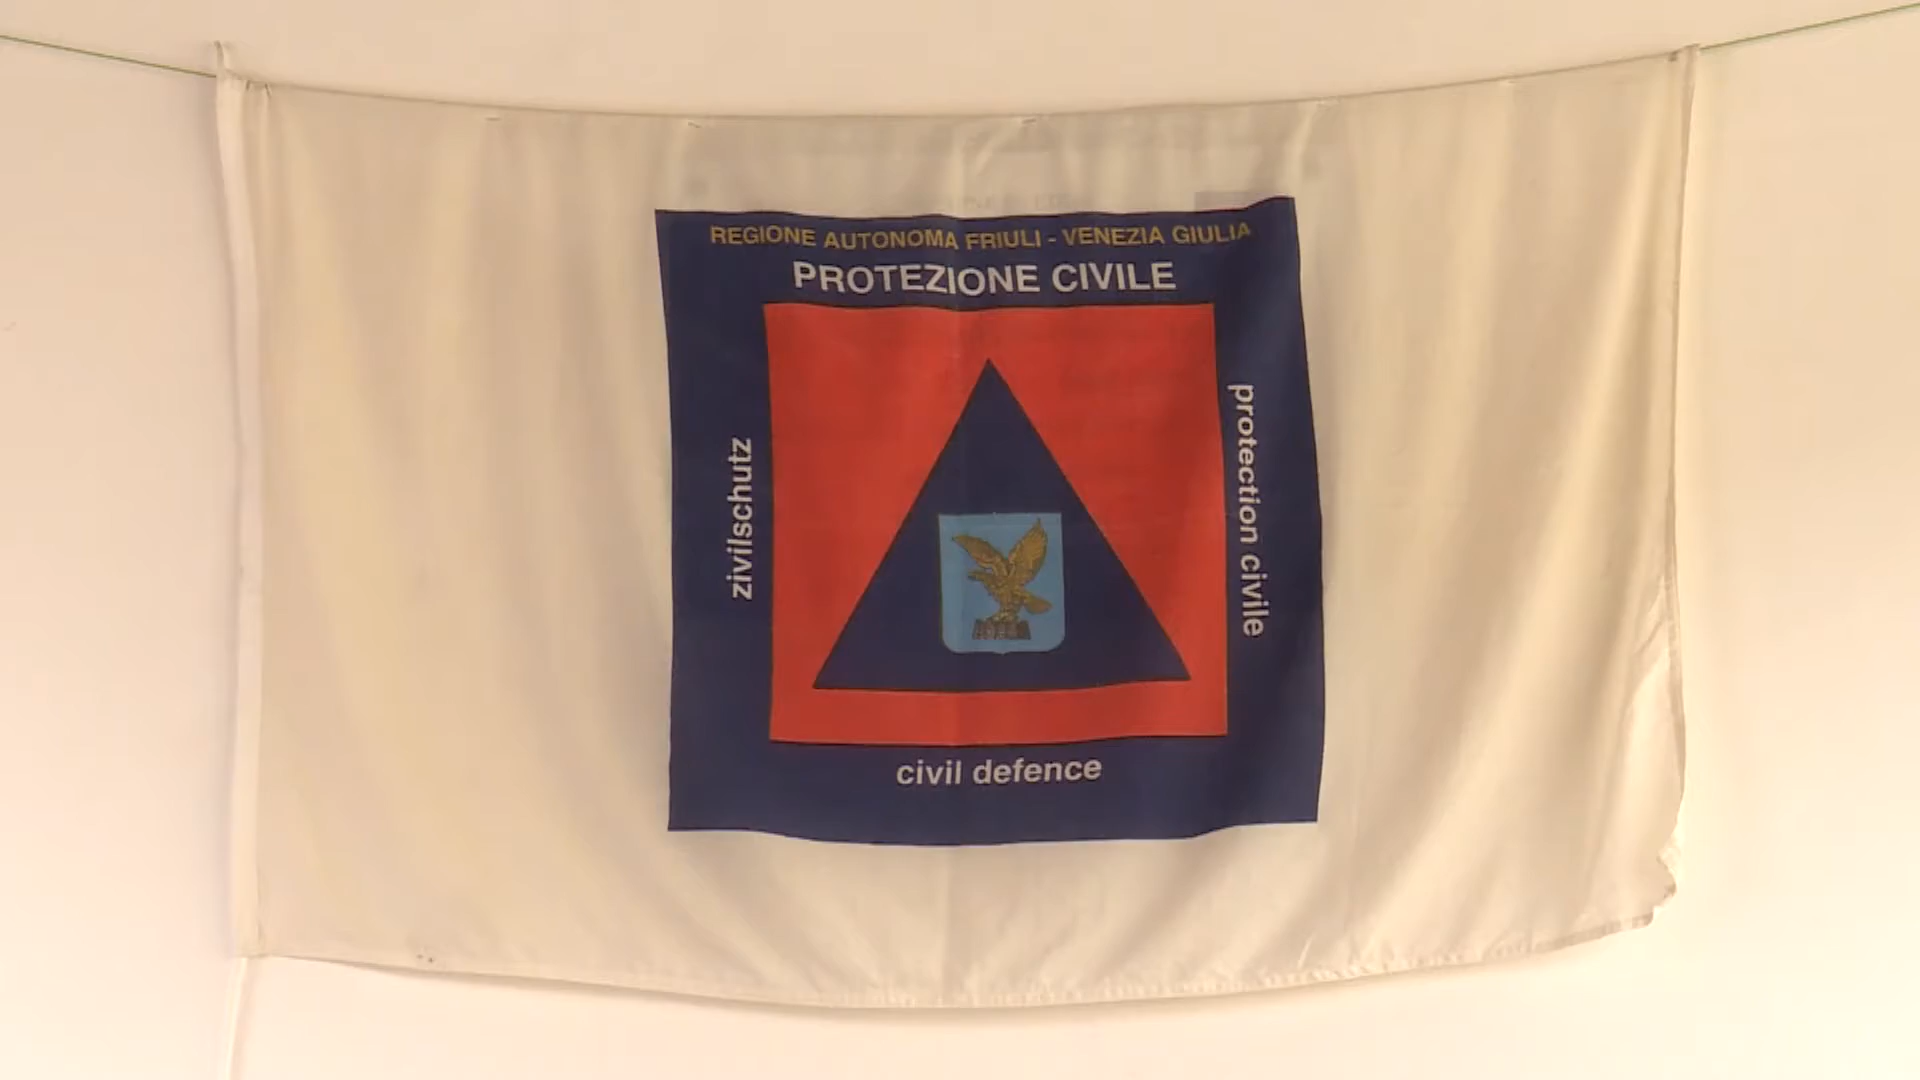 REGIONE AUTONOMA FRIULI - VENEZIA GIULIA
PROTEZIONE CIVILE
zivilschutz
protection civile
civil defence